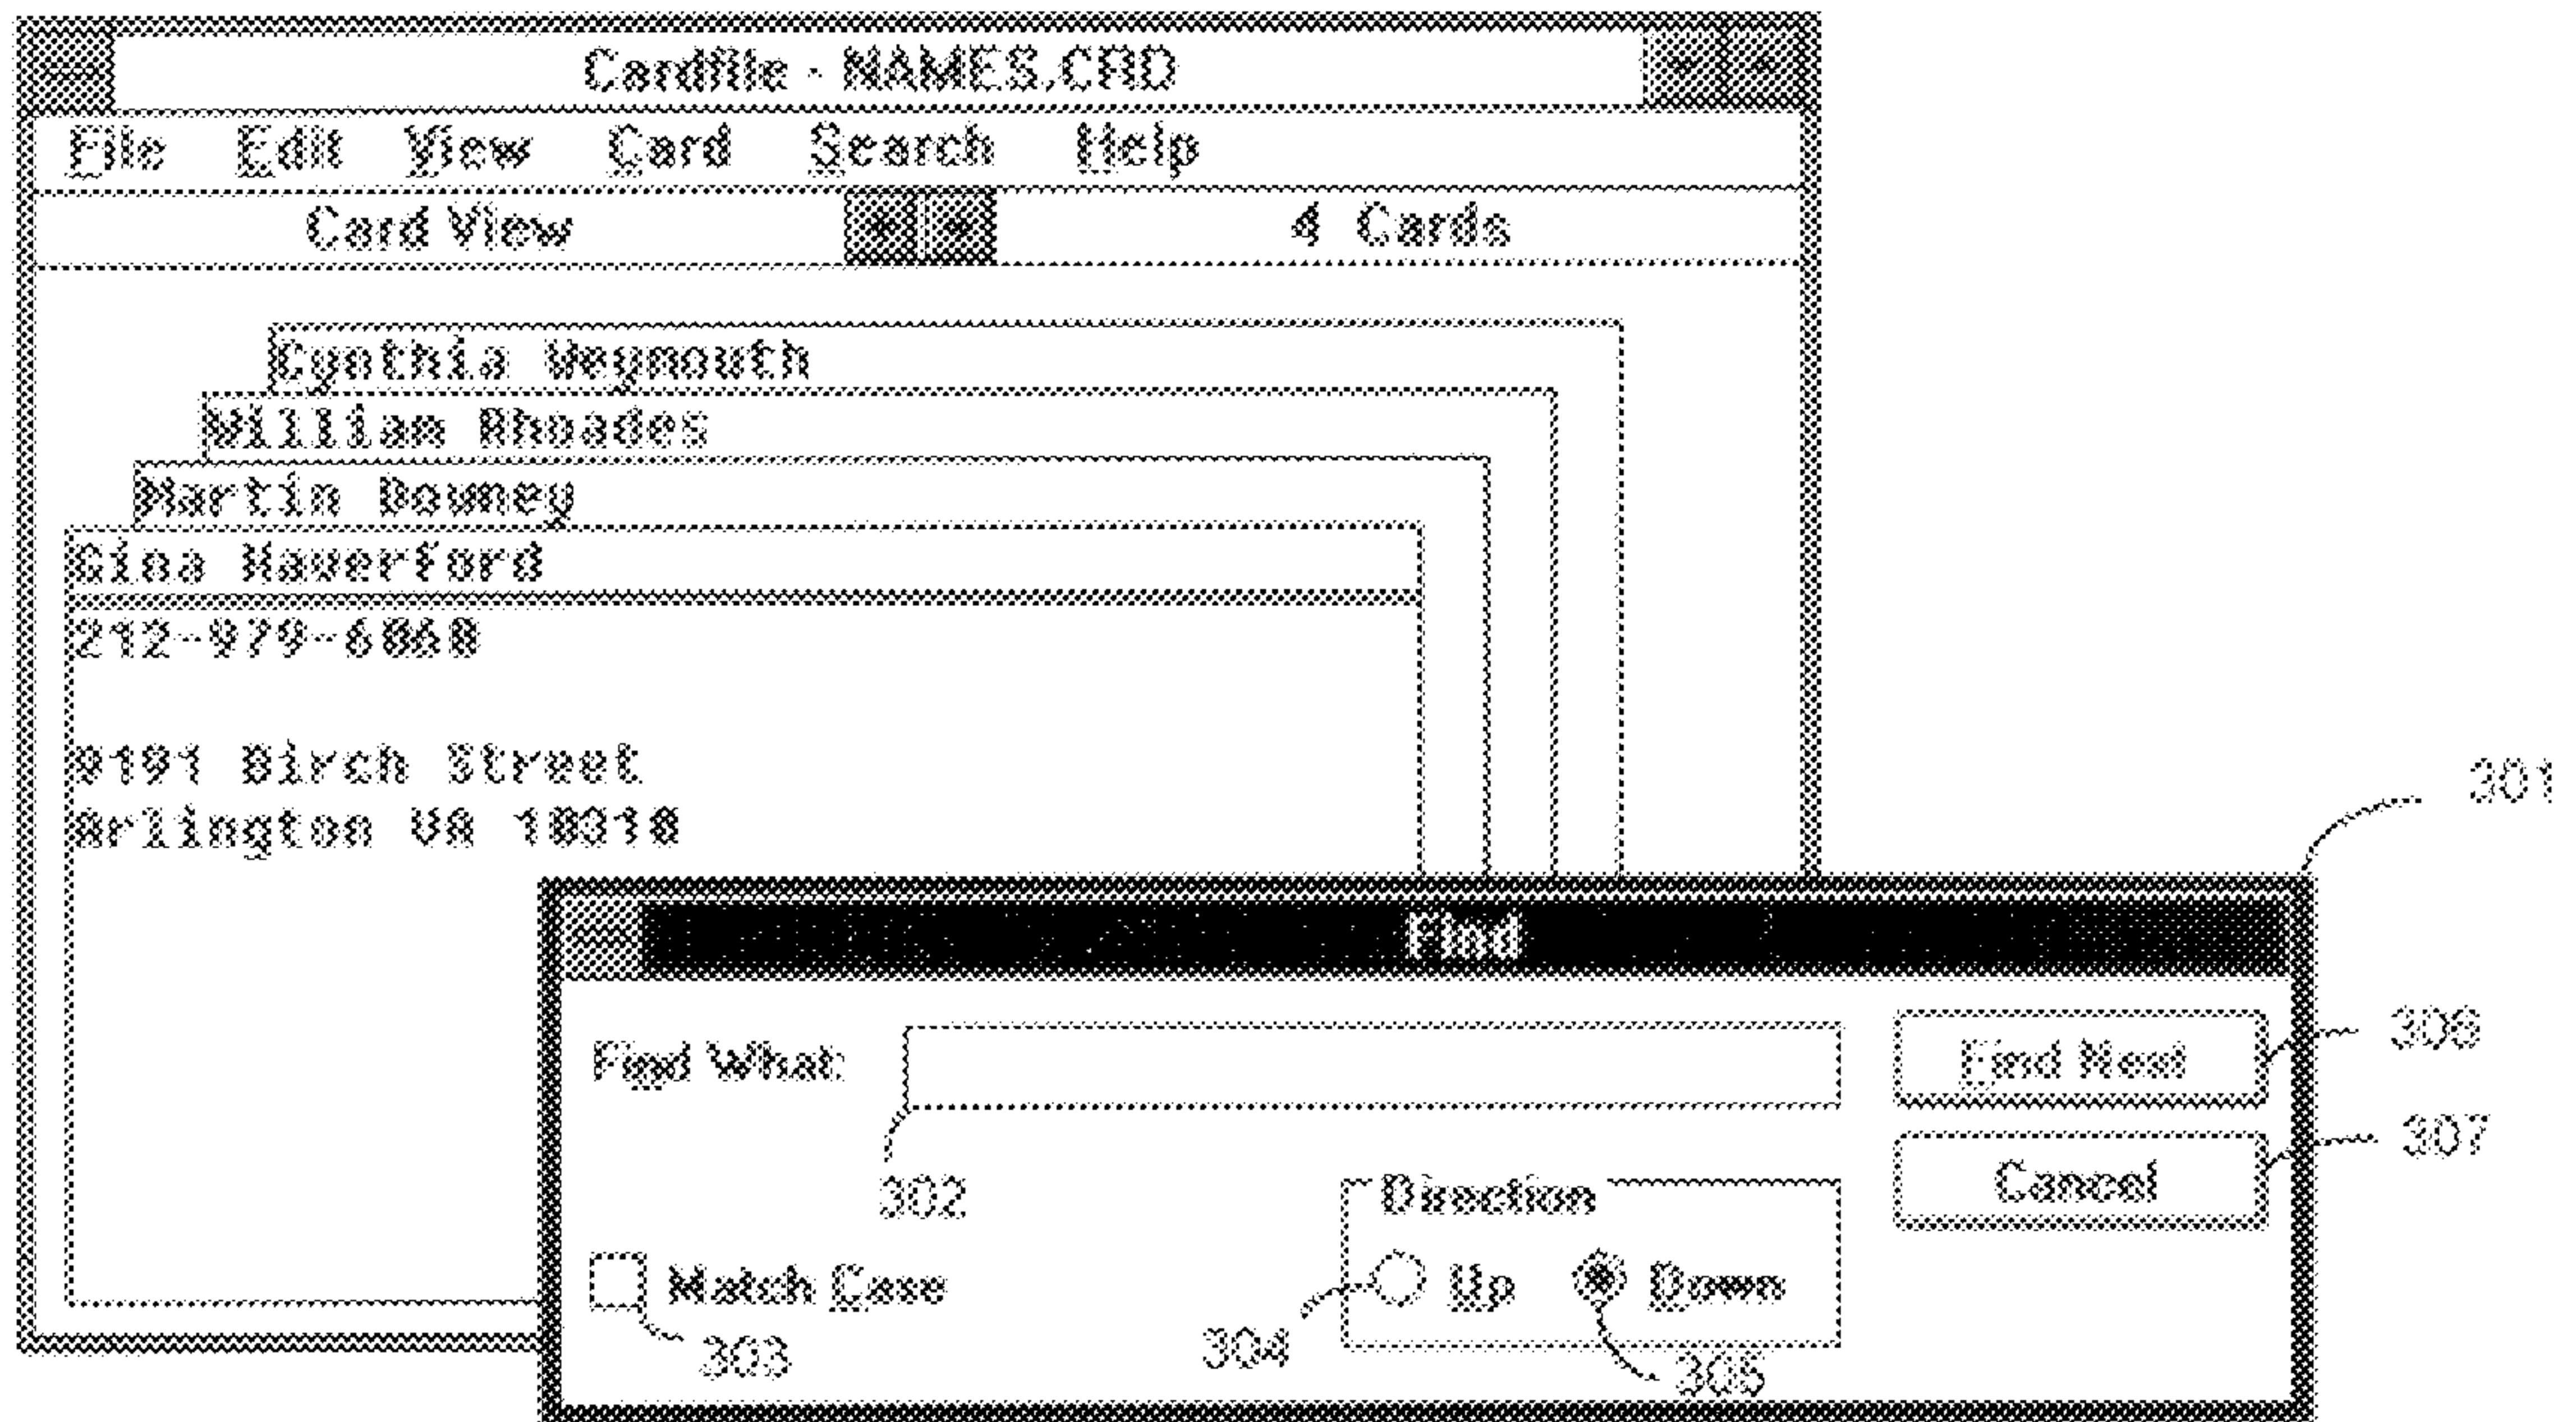 Cardfile - NAMES.CRD
File Edit View Card Search Help
Card View 4 Cards
Cynthia Weymouth
William Rhoades
Martin Downey
Gina Haverford
212-979-6060
9191 Birch Street
Arlington VA 10010
301
Find
Find What:
Find Next
306
302
Cancel
307
Direction
Match Case
Up Down
303
304
305